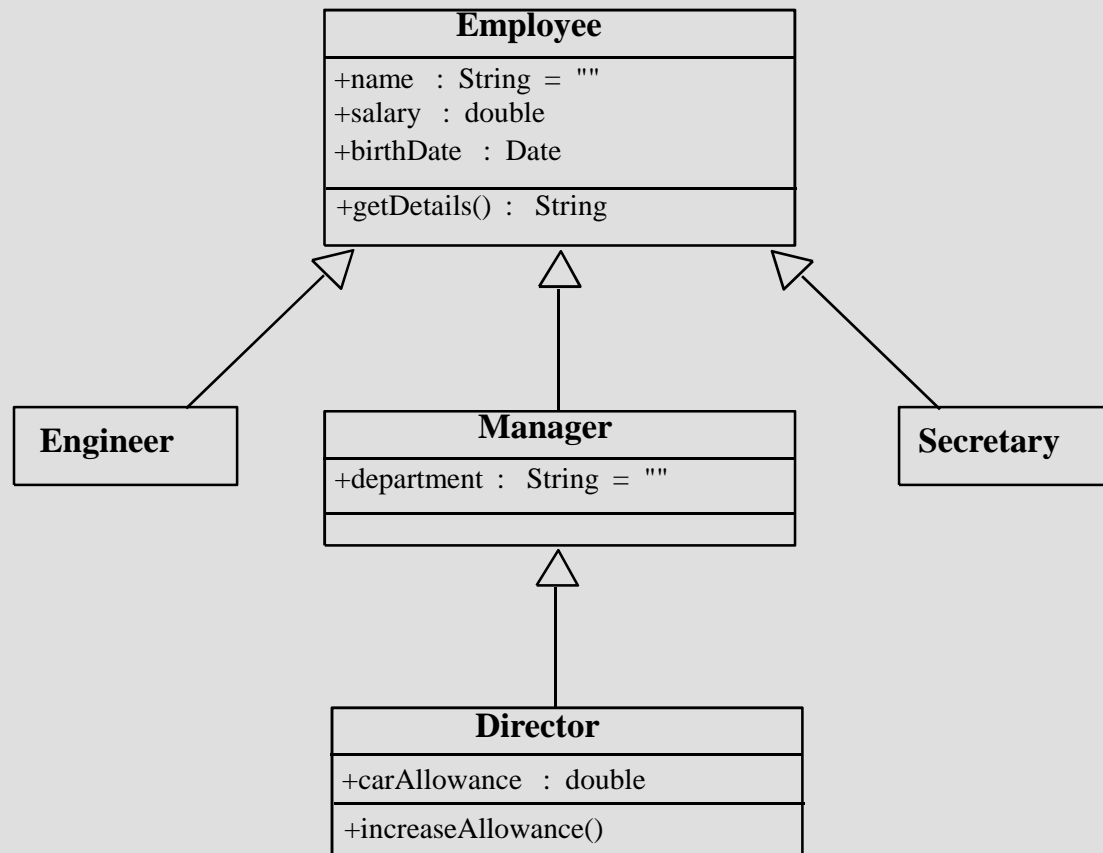 Employee
+name : String = ""
+salary : double
+birthDate : Date
+getDetails() : String
Engineer
Manager
Secretary
+department : String = ""
Director
+carAllowance : double
+increaseAllowance()